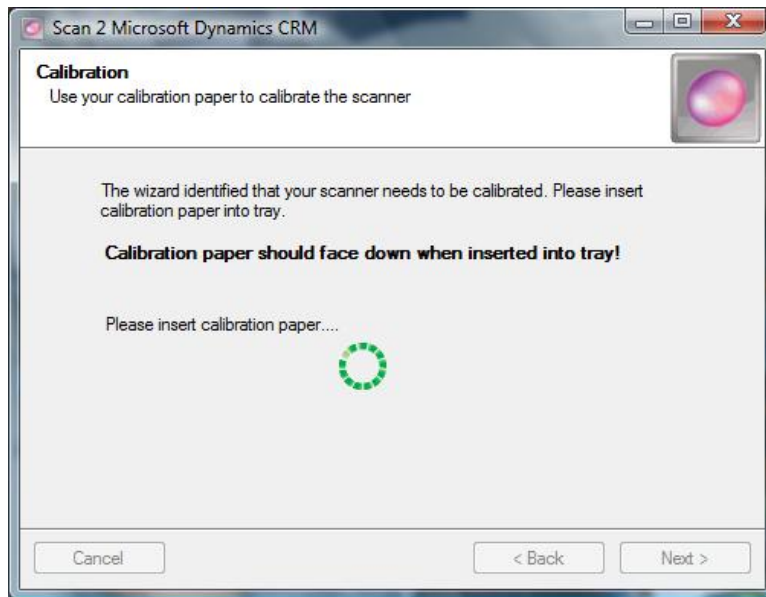 Scan 2 Microsoft Dynamics CRM
Calibration
Use your calibration paper to calibrate the scanner
The wizard identified that your scanner needs to be calibrated. Please insert
calibration paper into tray.
Calibration paper should face down when inserted into tray!
Please insert calibration paper....
Cancel
< Back
Next >